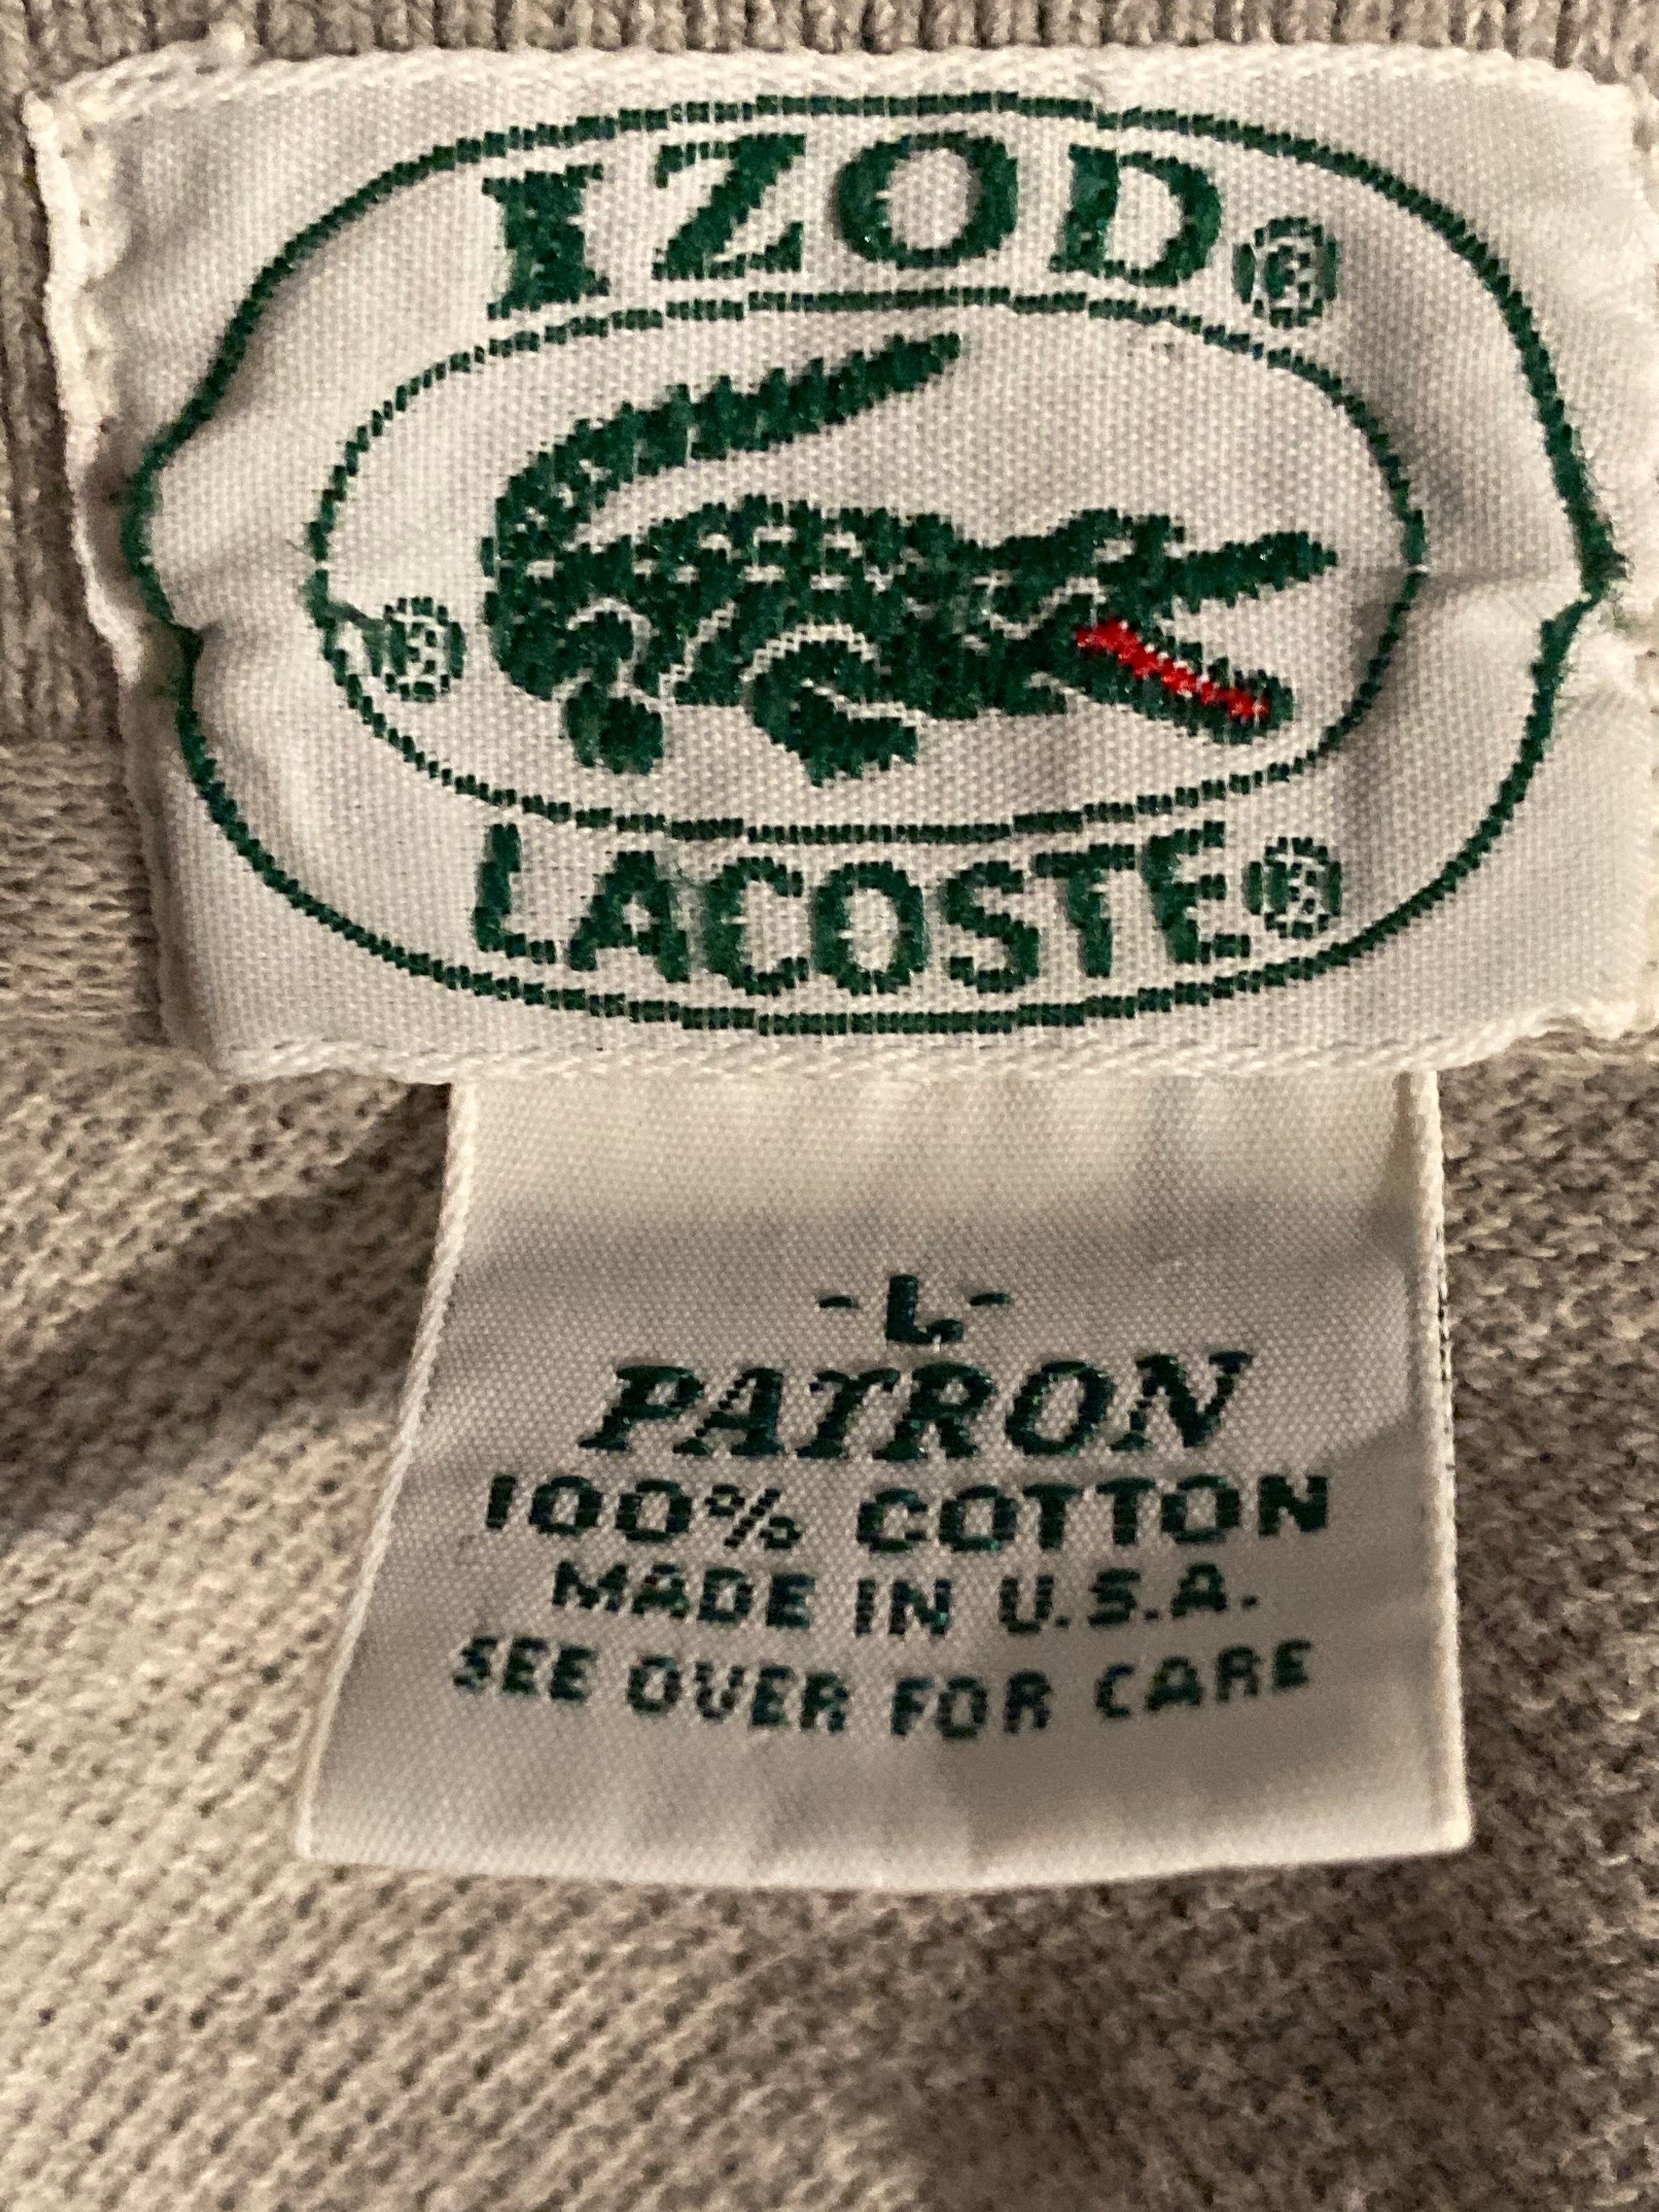 IZOD®
®
LACOSTE®
-L-
PATRON
100% COTTON
MADE IN U.S.A.
SEE OVER FOR CARE